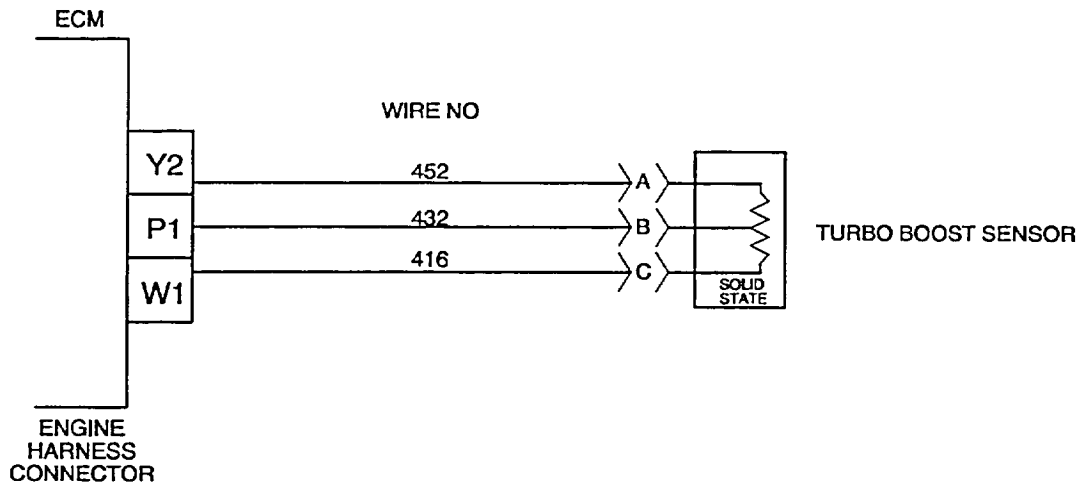 ECM
WIRE NO
Y2
452
A
P1
432
B
TURBO BOOST SENSOR
416
C
W1
SOLID
STATE
ENGINE
HARNESS
CONNECTOR